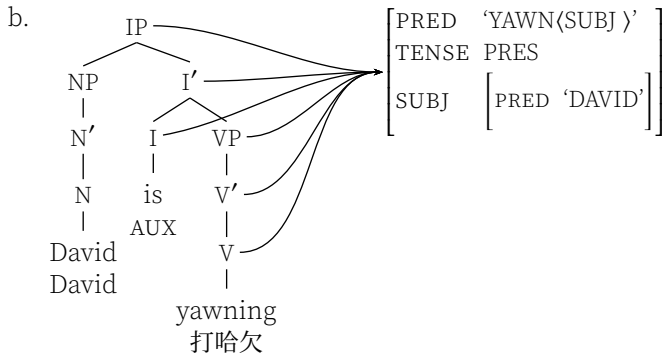 b.
IP
[PRED ‘YAWN⟨SUBJ ⟩’
TENSE PRES
SUBJ [PRED ‘DAVID’]]
NP I′
N′ I VP
N is V′
AUX
David V
David
yawning
打哈欠